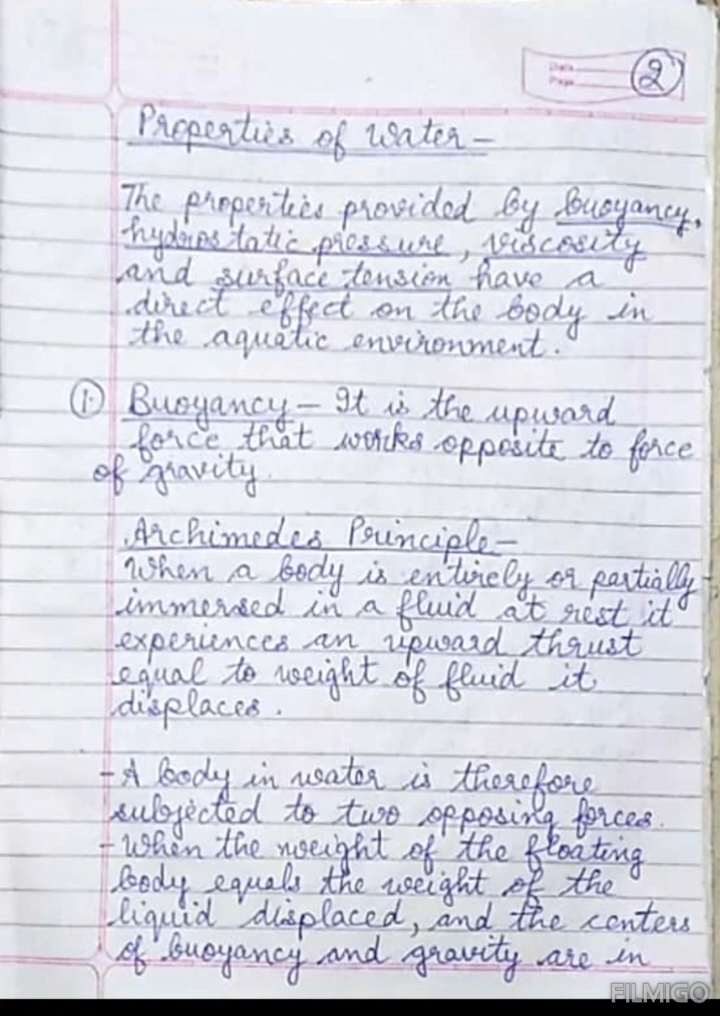 Date
Page
2
Properties of Water -
The properties provided by buoyancy,
hydrostatic pressure, viscosity
and surface tension have a
direct effect on the body in
the aquatic environment.
1. Buoyancy - It is the upward
force that works opposite to force
of gravity.
Archimedes Principle -
When a body is entirely or partially
immersed in a fluid at rest it
experiences an upward thrust
equal to weight of fluid it
displaces.
- A body in water is therefore
subjected to two opposing forces.
- When the weight of the floating
body equals the weight of the
liquid displaced, and the centers
of buoyancy and gravity are in
FILMIGO